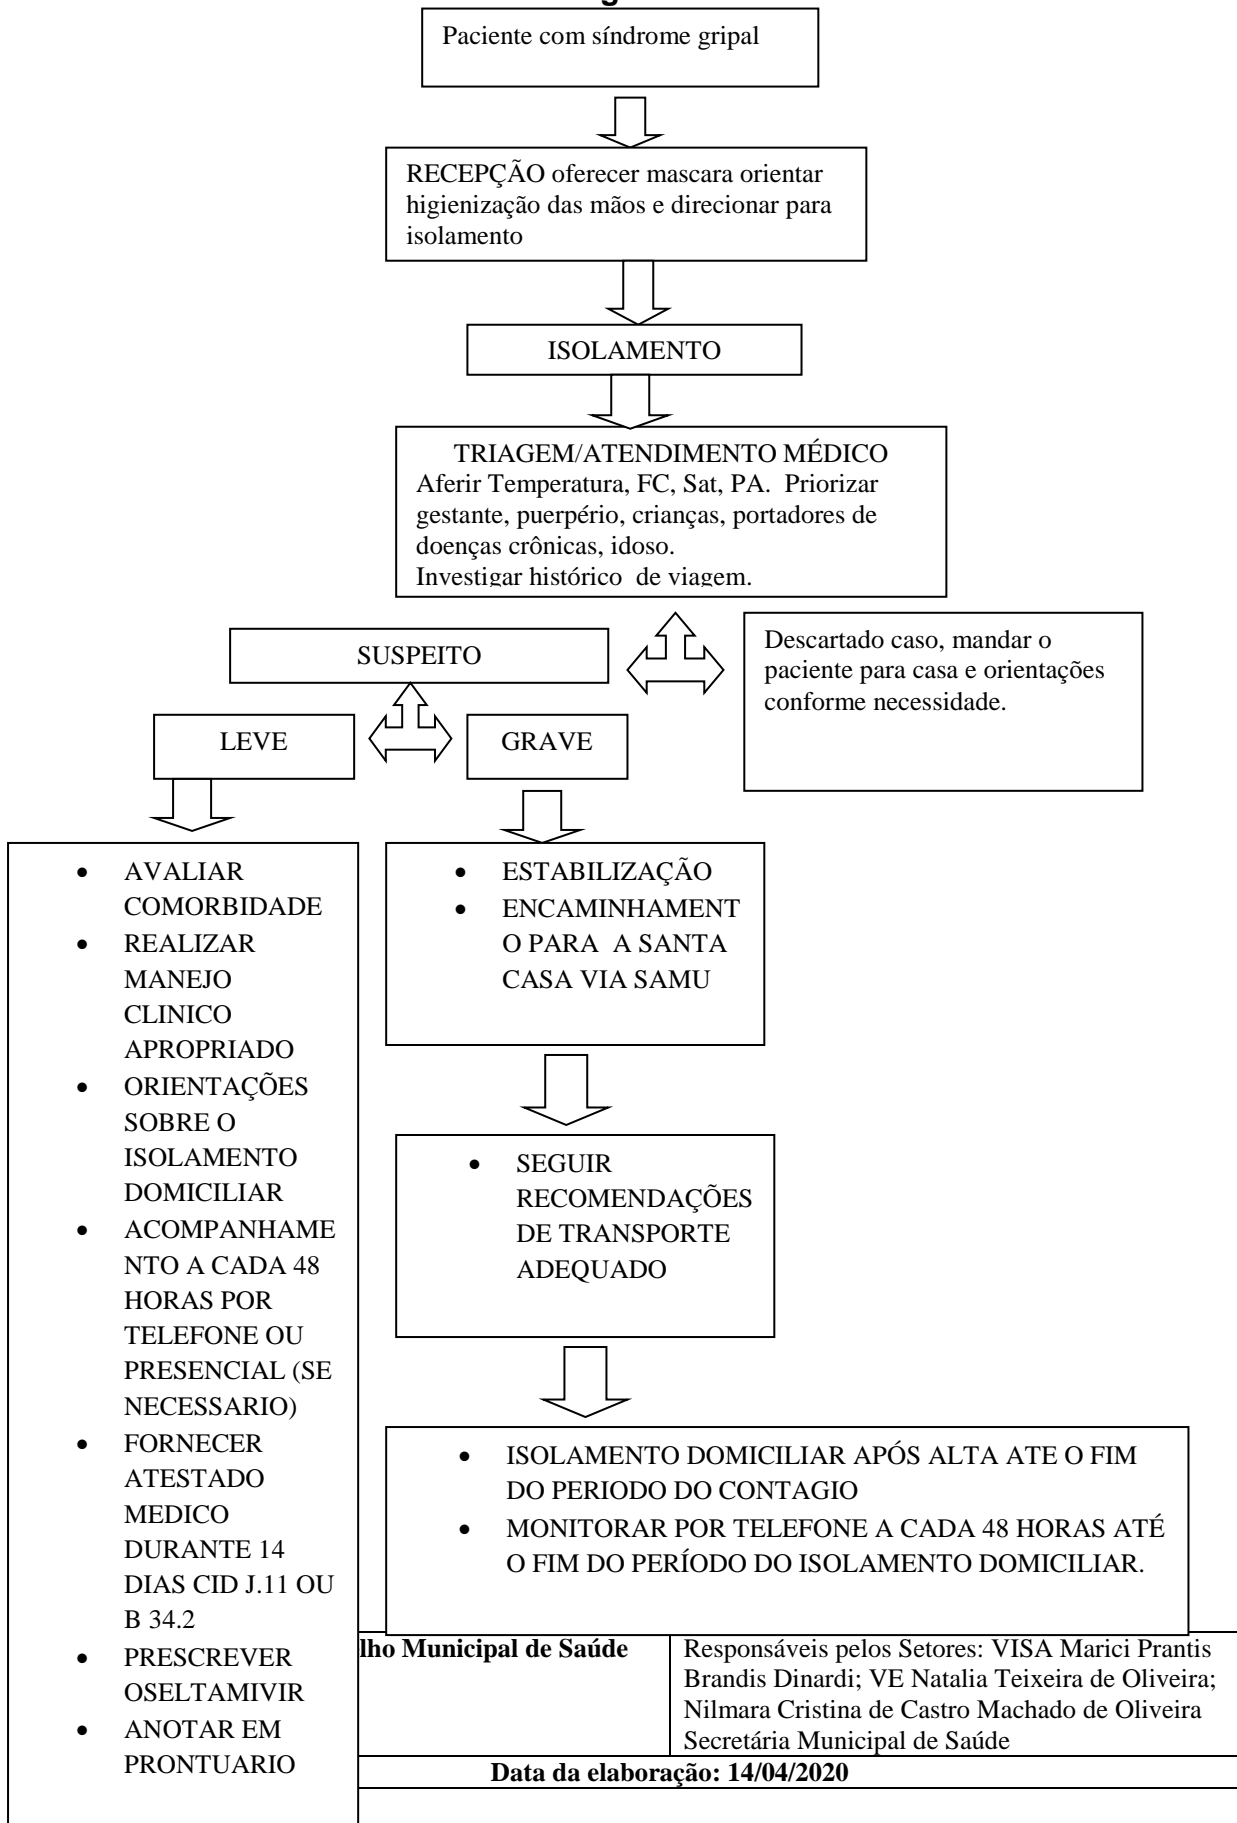 Paciente com síndrome gripal
RECEPÇÃO oferecer mascara orientar
higienização das mãos e direcionar para
isolamento
ISOLAMENTO
TRIAGEM/ATENDIMENTO MÉDICO
Aferir Temperatura, FC, Sat, PA. Priorizar
gestante, puerpério, crianças, portadores de
doenças crônicas, idoso.
Investigar histórico de viagem.
SUSPEITO
Descartado caso, mandar o
paciente para casa e orientações
conforme necessidade.
LEVE
GRAVE
• AVALIAR
COMORBIDADE
• REALIZAR
MANEJO
CLINICO
APROPRIADO
• ORIENTAÇÕES
SOBRE O
ISOLAMENTO
DOMICILIAR
• ACOMPANHAME
NTO A CADA 48
HORAS POR
TELEFONE OU
PRESENCIAL (SE
NECESSARIO)
• FORNECER
ATESTADO
MEDICO
DURANTE 14
DIAS CID J.11 OU
B 34.2
• PRESCREVER
OSELTAMIVIR
• ANOTAR EM
PRONTUARIO
• ESTABILIZAÇÃO
• ENCAMINHAMENT
O PARA A SANTA
CASA VIA SAMU
• SEGUIR
RECOMENDAÇÕES
DE TRANSPORTE
ADEQUADO
• ISOLAMENTO DOMICILIAR APÓS ALTA ATE O FIM
DO PERIODO DO CONTAGIO
• MONITORAR POR TELEFONE A CADA 48 HORAS ATÉ
O FIM DO PERÍODO DO ISOLAMENTO DOMICILIAR.
lho Municipal de Saúde
Responsáveis pelos Setores: VISA Marici Prantis
Brandis Dinardi; VE Natalia Teixeira de Oliveira;
Nilmara Cristina de Castro Machado de Oliveira
Secretária Municipal de Saúde
Data da elaboração: 14/04/2020